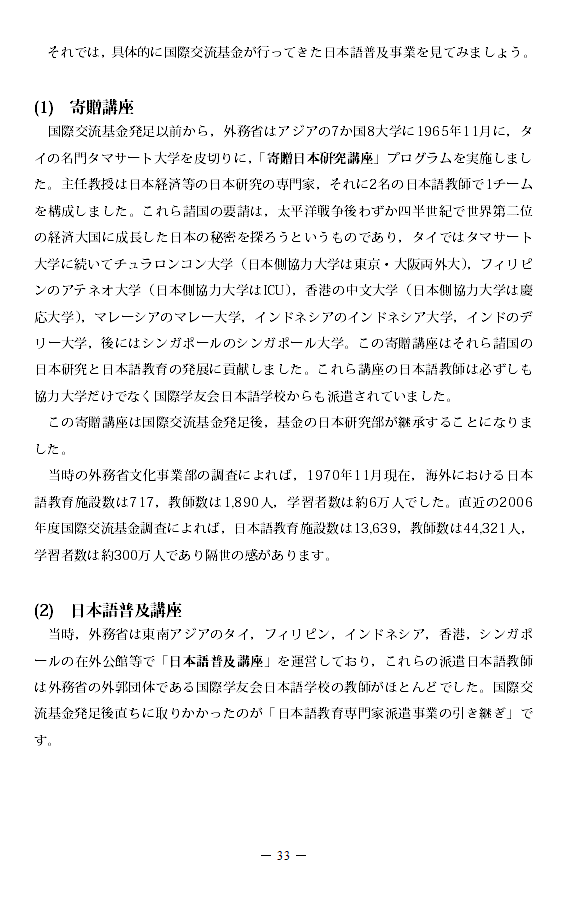 それでは，具体的に国際交流基金が行ってきた日本語普及事業を見てみましょう。
(1)　寄贈講座
　国際交流基金発足以前から，外務省はアジアの7か国8大学に1965年11月に，タ
イの名門タマサート大学を皮切りに，「寄贈日本研究講座」プログラムを実施しまし
た。主任教授は日本経済等の日本研究の専門家，それに2名の日本語教師で1チーム
を構成しました。これら諸国の要請は，太平洋戦争後わずか四半世紀で世界第二位
の経済大国に成長した日本の秘密を探ろうというものであり，タイではタマサート
大学に続いてチュラロンコン大学（日本側協力大学は東京・大阪両外大），フィリピ
ンのアテネオ大学（日本側協力大学はICU），香港の中文大学（日本側協力大学は慶
応大学），マレーシアのマレー大学，インドネシアのインドネシア大学，インドのデ
リー大学，後にはシンガポールのシンガポール大学。この寄贈講座はそれら諸国の
日本研究と日本語教育の発展に貢献しました。これら講座の日本語教師は必ずしも
協力大学だけでなく国際学友会日本語学校からも派遣されていました。
　この寄贈講座は国際交流基金発足後，基金の日本研究部が継承することになりま
した。
　当時の外務省文化事業部の調査によれば，1970年11月現在，海外における日本
語教育施設数は717，教師数は1,890人，学習者数は約6万人でした。直近の2006
年度国際交流基金調査によれば，日本語教育施設数は13,639，教師数は44,321人，
学習者数は約300万人であり隔世の感があります。
(2)　日本語普及講座
　当時，外務省は東南アジアのタイ，フィリピン，インドネシア，香港，シンガポ
ールの在外公館等で「日本語普及講座」を運営しており，これらの派遣日本語教師
は外務省の外郭団体である国際学友会日本語学校の教師がほとんどでした。国際交
流基金発足後直ちに取りかかったのが「日本語教育専門家派遣事業の引き継ぎ」で
す。
― 33 ―